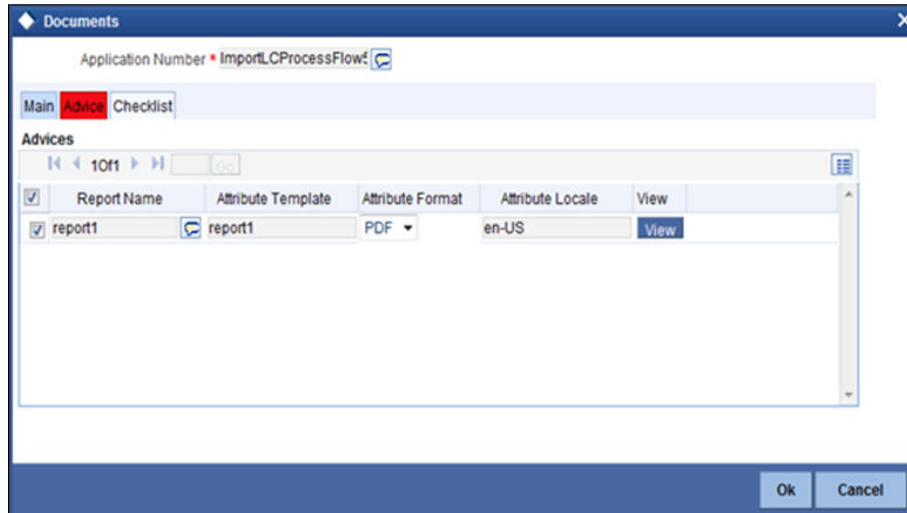 Documents
Application Number * ImportLCProcessFlow
Main Advice Checklist
Advices
1Of1 Go
Report Name Attribute Template Attribute Format Attribute Locale View
report1 report1 PDF en-US View
Ok Cancel